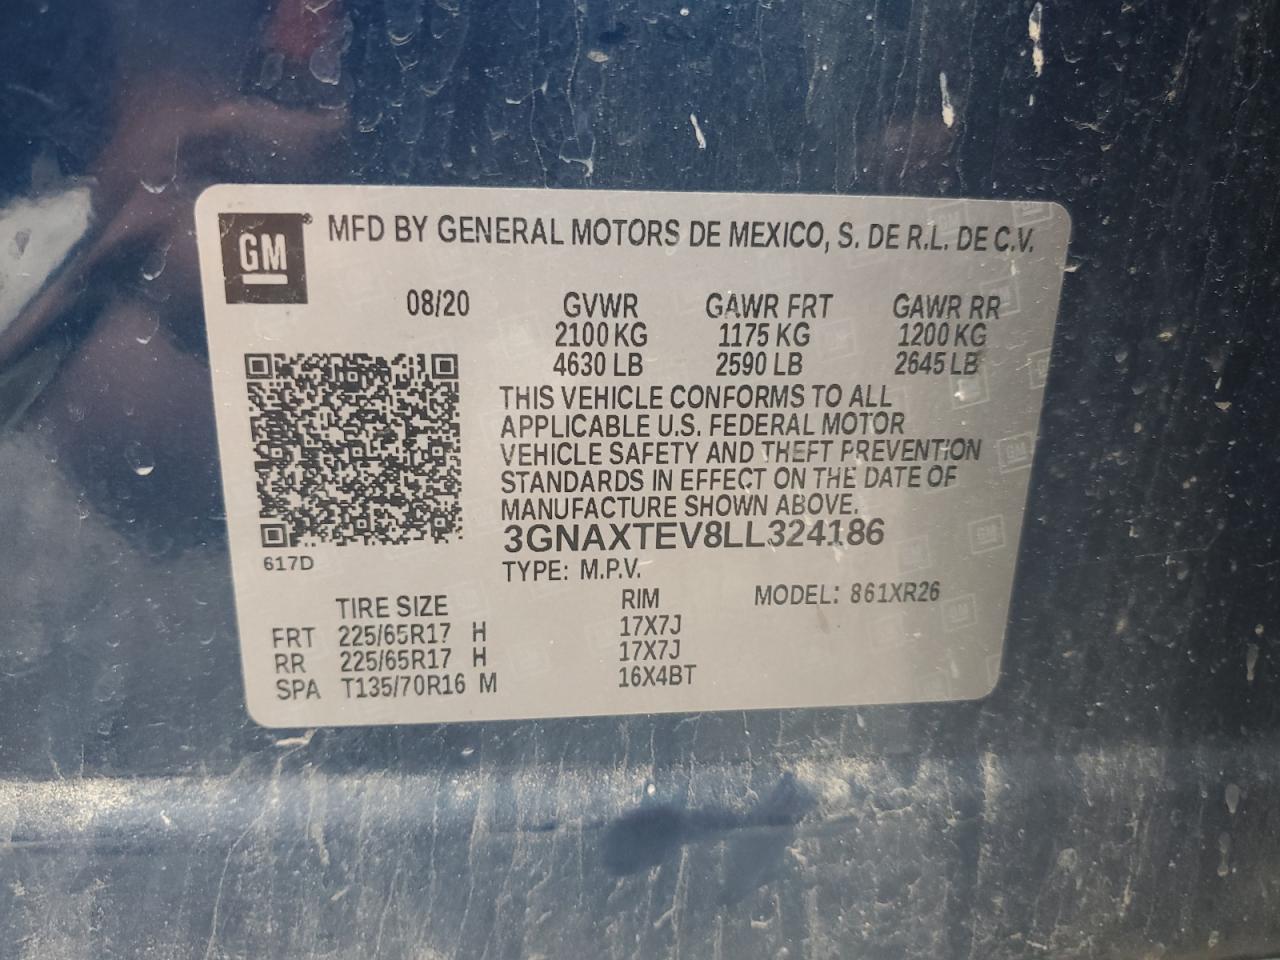 GM ® MFD BY GENERAL MOTORS DE MEXICO, S. DE R.L. DE C.V.
08/20 GVWR GAWR FRT GAWR RR
2100 KG 1175 KG 1200 KG
4630 LB 2590 LB 2645 LB
THIS VEHICLE CONFORMS TO ALL
APPLICABLE U.S. FEDERAL MOTOR
VEHICLE SAFETY AND THEFT PREVENTION
STANDARDS IN EFFECT ON THE DATE OF
MANUFACTURE SHOWN ABOVE.
3GNAXTEV8LL324186
617D
TYPE: M.P.V.
TIRE SIZE RIM MODEL: 861XR26
FRT 225/65R17 H 17X7J
RR 225/65R17 H 17X7J
SPA T135/70R16 M 16X4BT